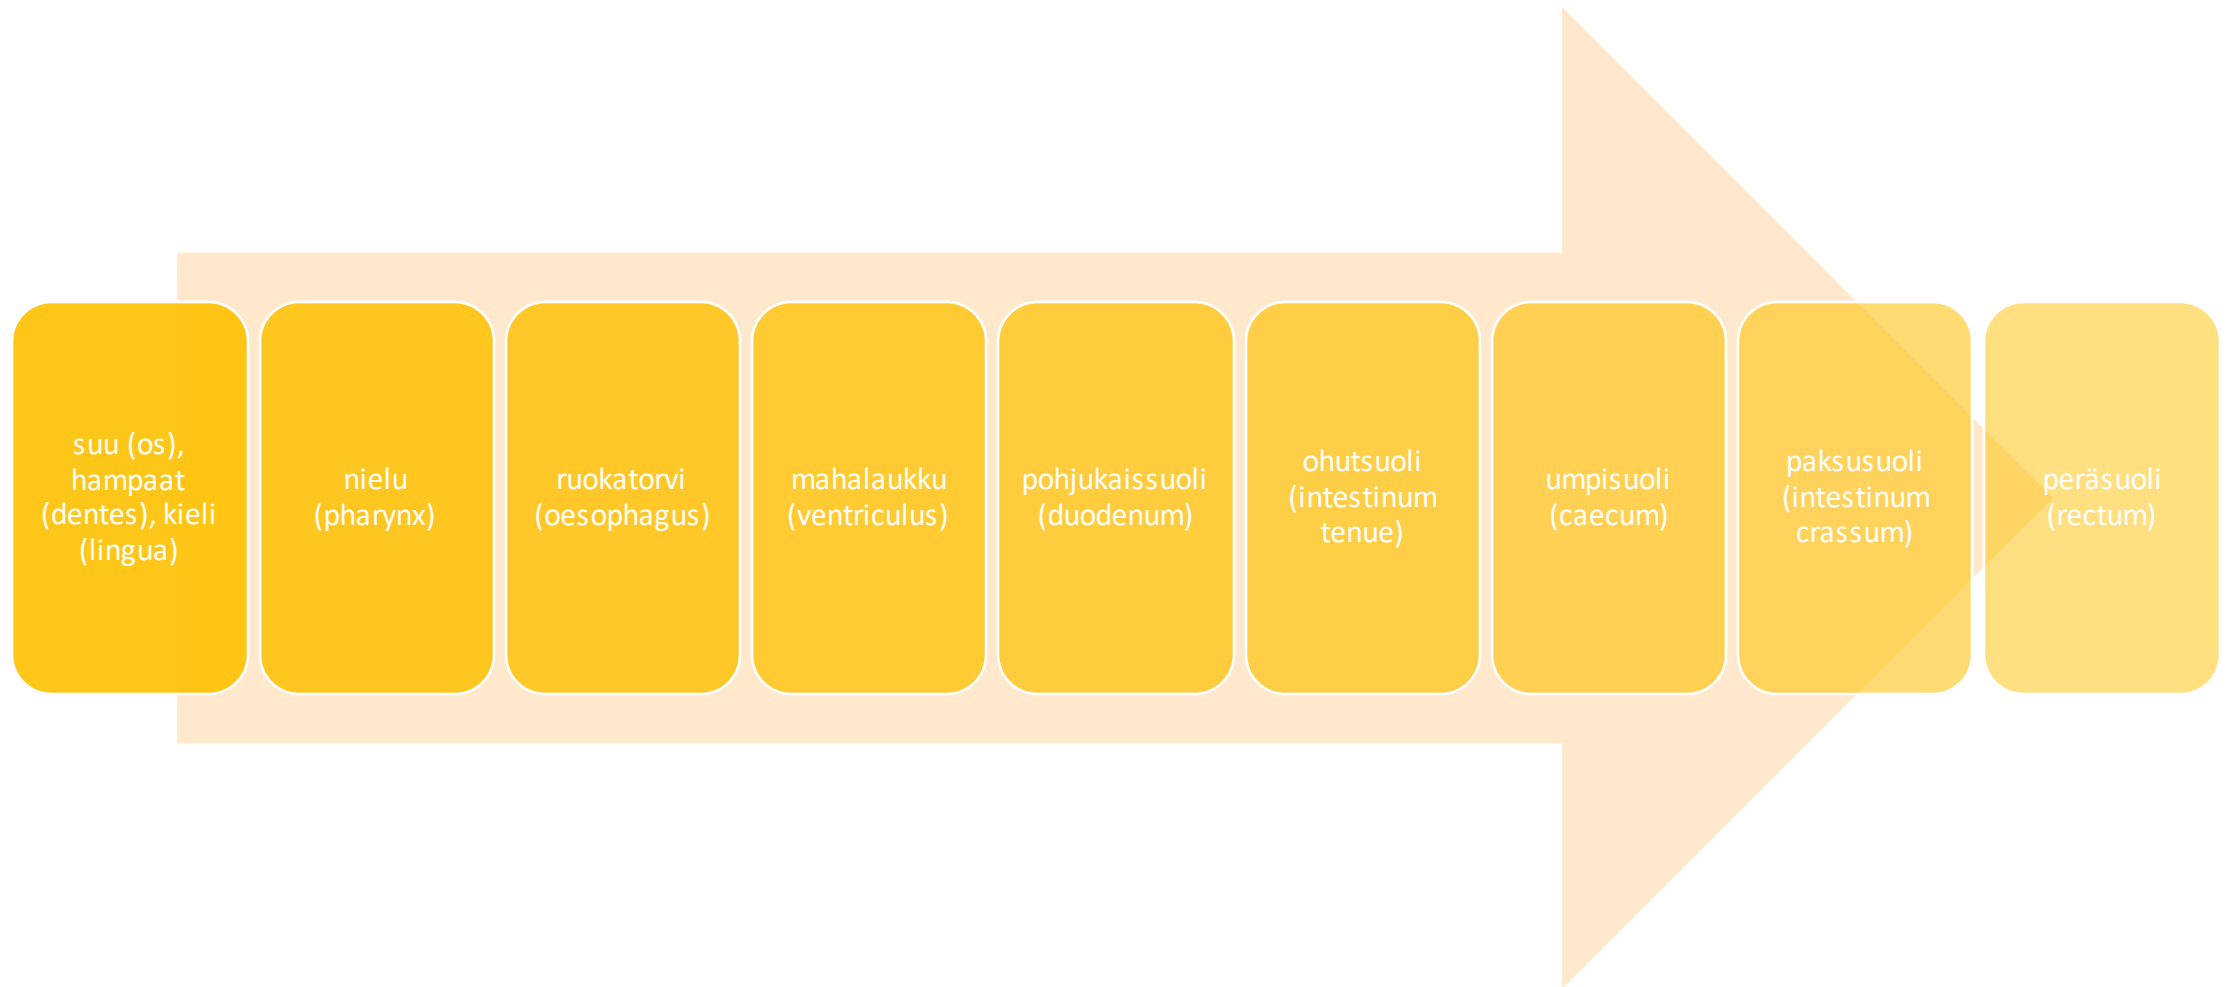 suu (os),
hampaat
(dentes), kieli
(lingua)
nielu
(pharynx)
ruokatorvi
(oesophagus)
mahalaukku
(ventriculus)
pohjukaissuoli
(duodenum)
ohutsuoli
(intestinum
tenue)
umpisuoli
(caecum)
paksusuoli
(intestinum
crassum)
peräsuoli
(rectum)